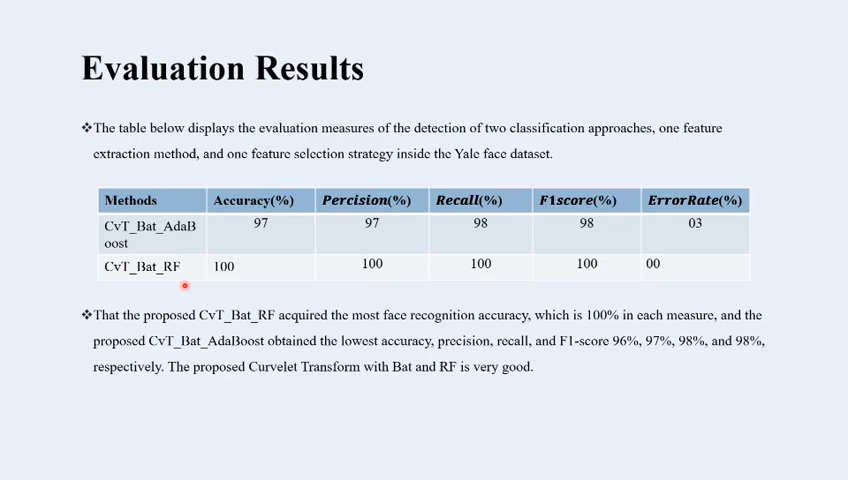 Evaluation Results
❖The table below displays the evaluation measures of the detection of two classification approaches, one feature
extraction method, and one feature selection strategy inside the Yale face dataset.
Methods Accuracy(%) Percision(%) Recall(%) F1score(%) ErrorRate(%)
CvT_Bat_AdaB 97 97 98 98 03
oost
CvT_Bat_RF 100 100 100 100 00
❖That the proposed CvT_Bat_RF acquired the most face recognition accuracy, which is 100% in each measure, and the
proposed CvT_Bat_AdaBoost obtained the lowest accuracy, precision, recall, and F1-score 96%, 97%, 98%, and 98%,
respectively. The proposed Curvelet Transform with Bat and RF is very good.